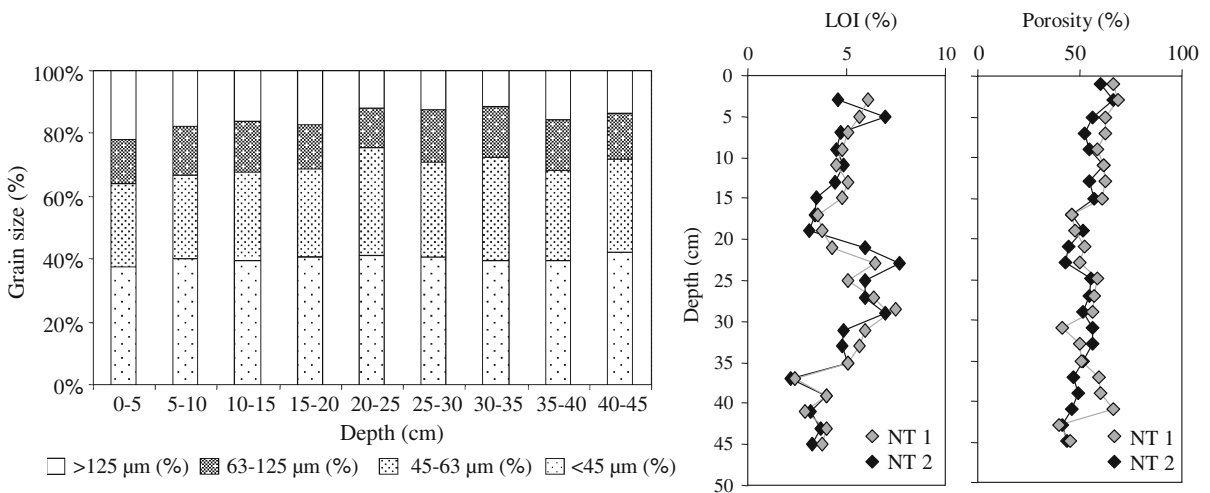 LOI (%)
Porosity (%)
0 5 10
0 50 100
100%
80%
60%
40%
20%
0%
Grain size (%)
0-5 5-10 10-15 15-20 20-25 25-30 30-35 35-40 40-45
Depth (cm)
>125 µm (%) 63-125 µm (%) 45-63 µm (%) <45 µm (%)
0
5
10
15
20
25
30
35
40
45
50
Depth (cm)
NT 1
NT 2
NT 1
NT 2